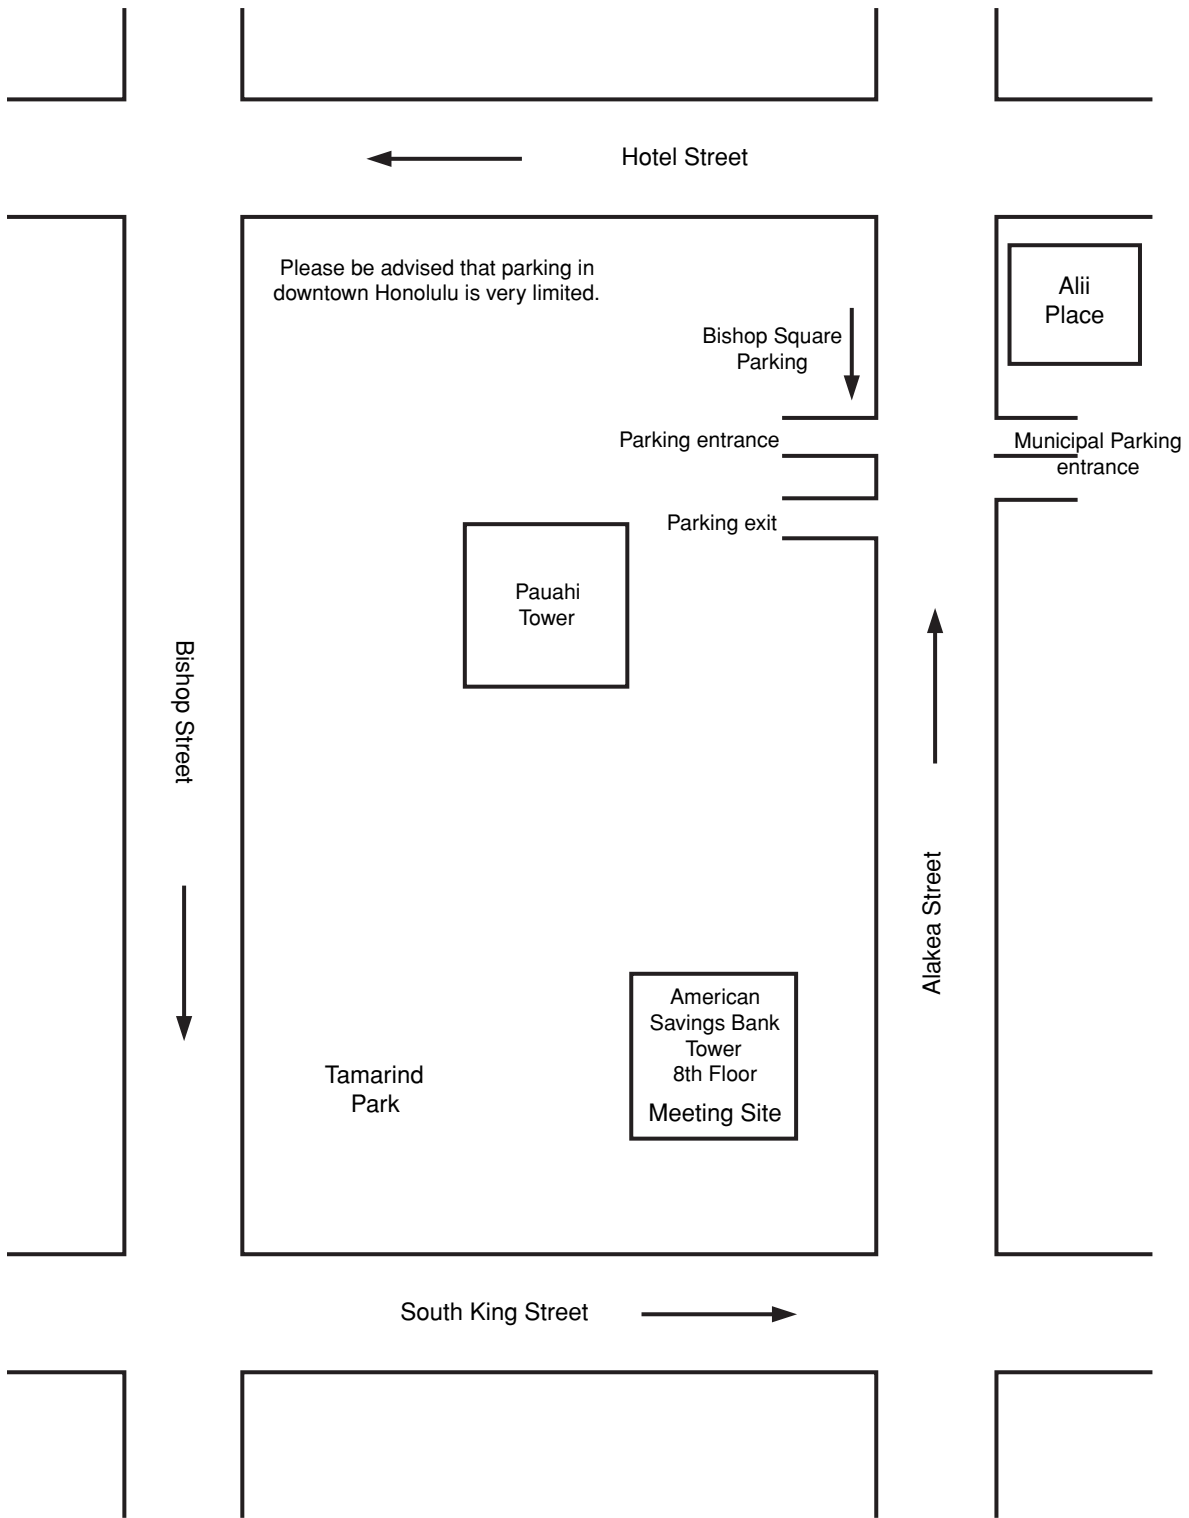 Hotel Street
Please be advised that parking in
downtown Honolulu is very limited.
Alii
Place
Bishop Square
Parking
Parking entrance
Municipal Parking
entrance
Parking exit
Pauahi
Tower
Bishop Street
Alakea Street
American
Savings Bank
Tower
8th Floor
Meeting Site
Tamarind
Park
South King Street